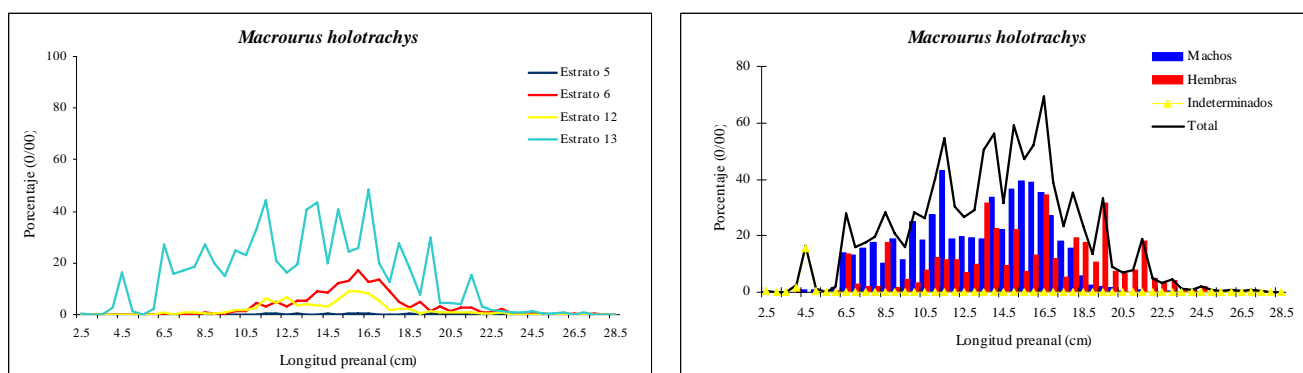 Macrourus holotrachys
Porcentaje (0/00)
100
80
60
40
20
0
Estrato 5
Estrato 6
Estrato 12
Estrato 13
2.5 4.5 6.5 8.5 10.5 12.5 14.5 16.5 18.5 20.5 22.5 24.5 26.5 28.5
Longitud preanal (cm)
Macrourus holotrachys
Porcentaje (0/00)
80
60
40
20
0
Machos
Hembras
Indeterminados
Total
2.5 4.5 6.5 8.5 10.5 12.5 14.5 16.5 18.5 20.5 22.5 24.5 26.5 28.5
Longitud preanal (cm)